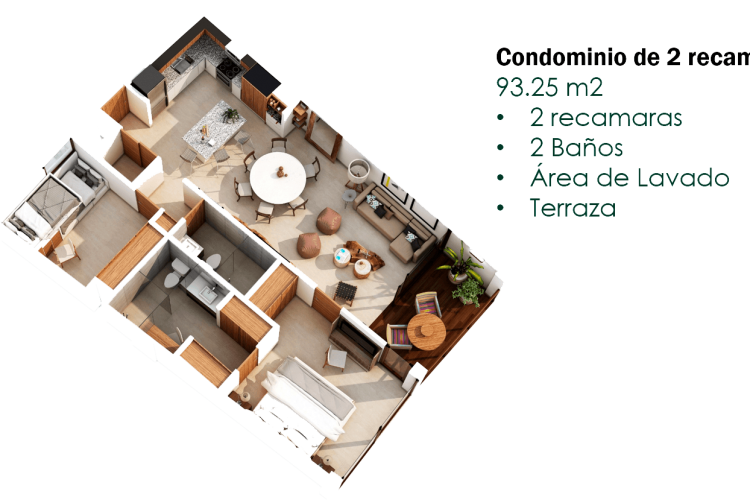 Condominio de 2 recam
93.25 m2
• 2 recamaras
• 2 Baños
• Área de Lavado
• Terraza